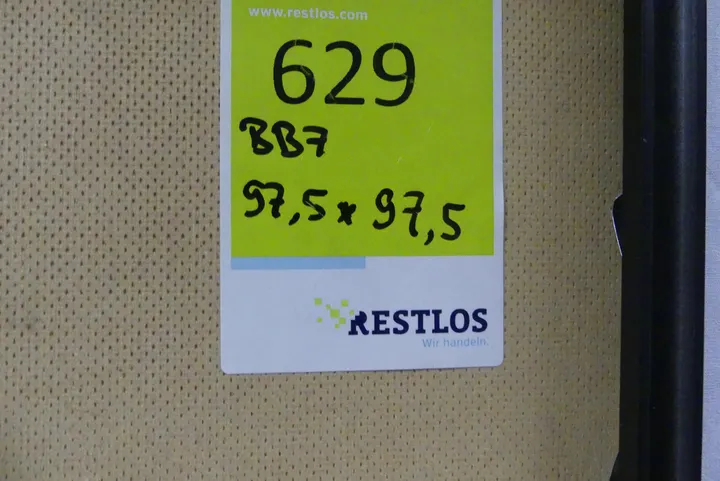 www.restlos.com
629
BB7
97,5 x 97,5
RESTLOS
Wir handeln.